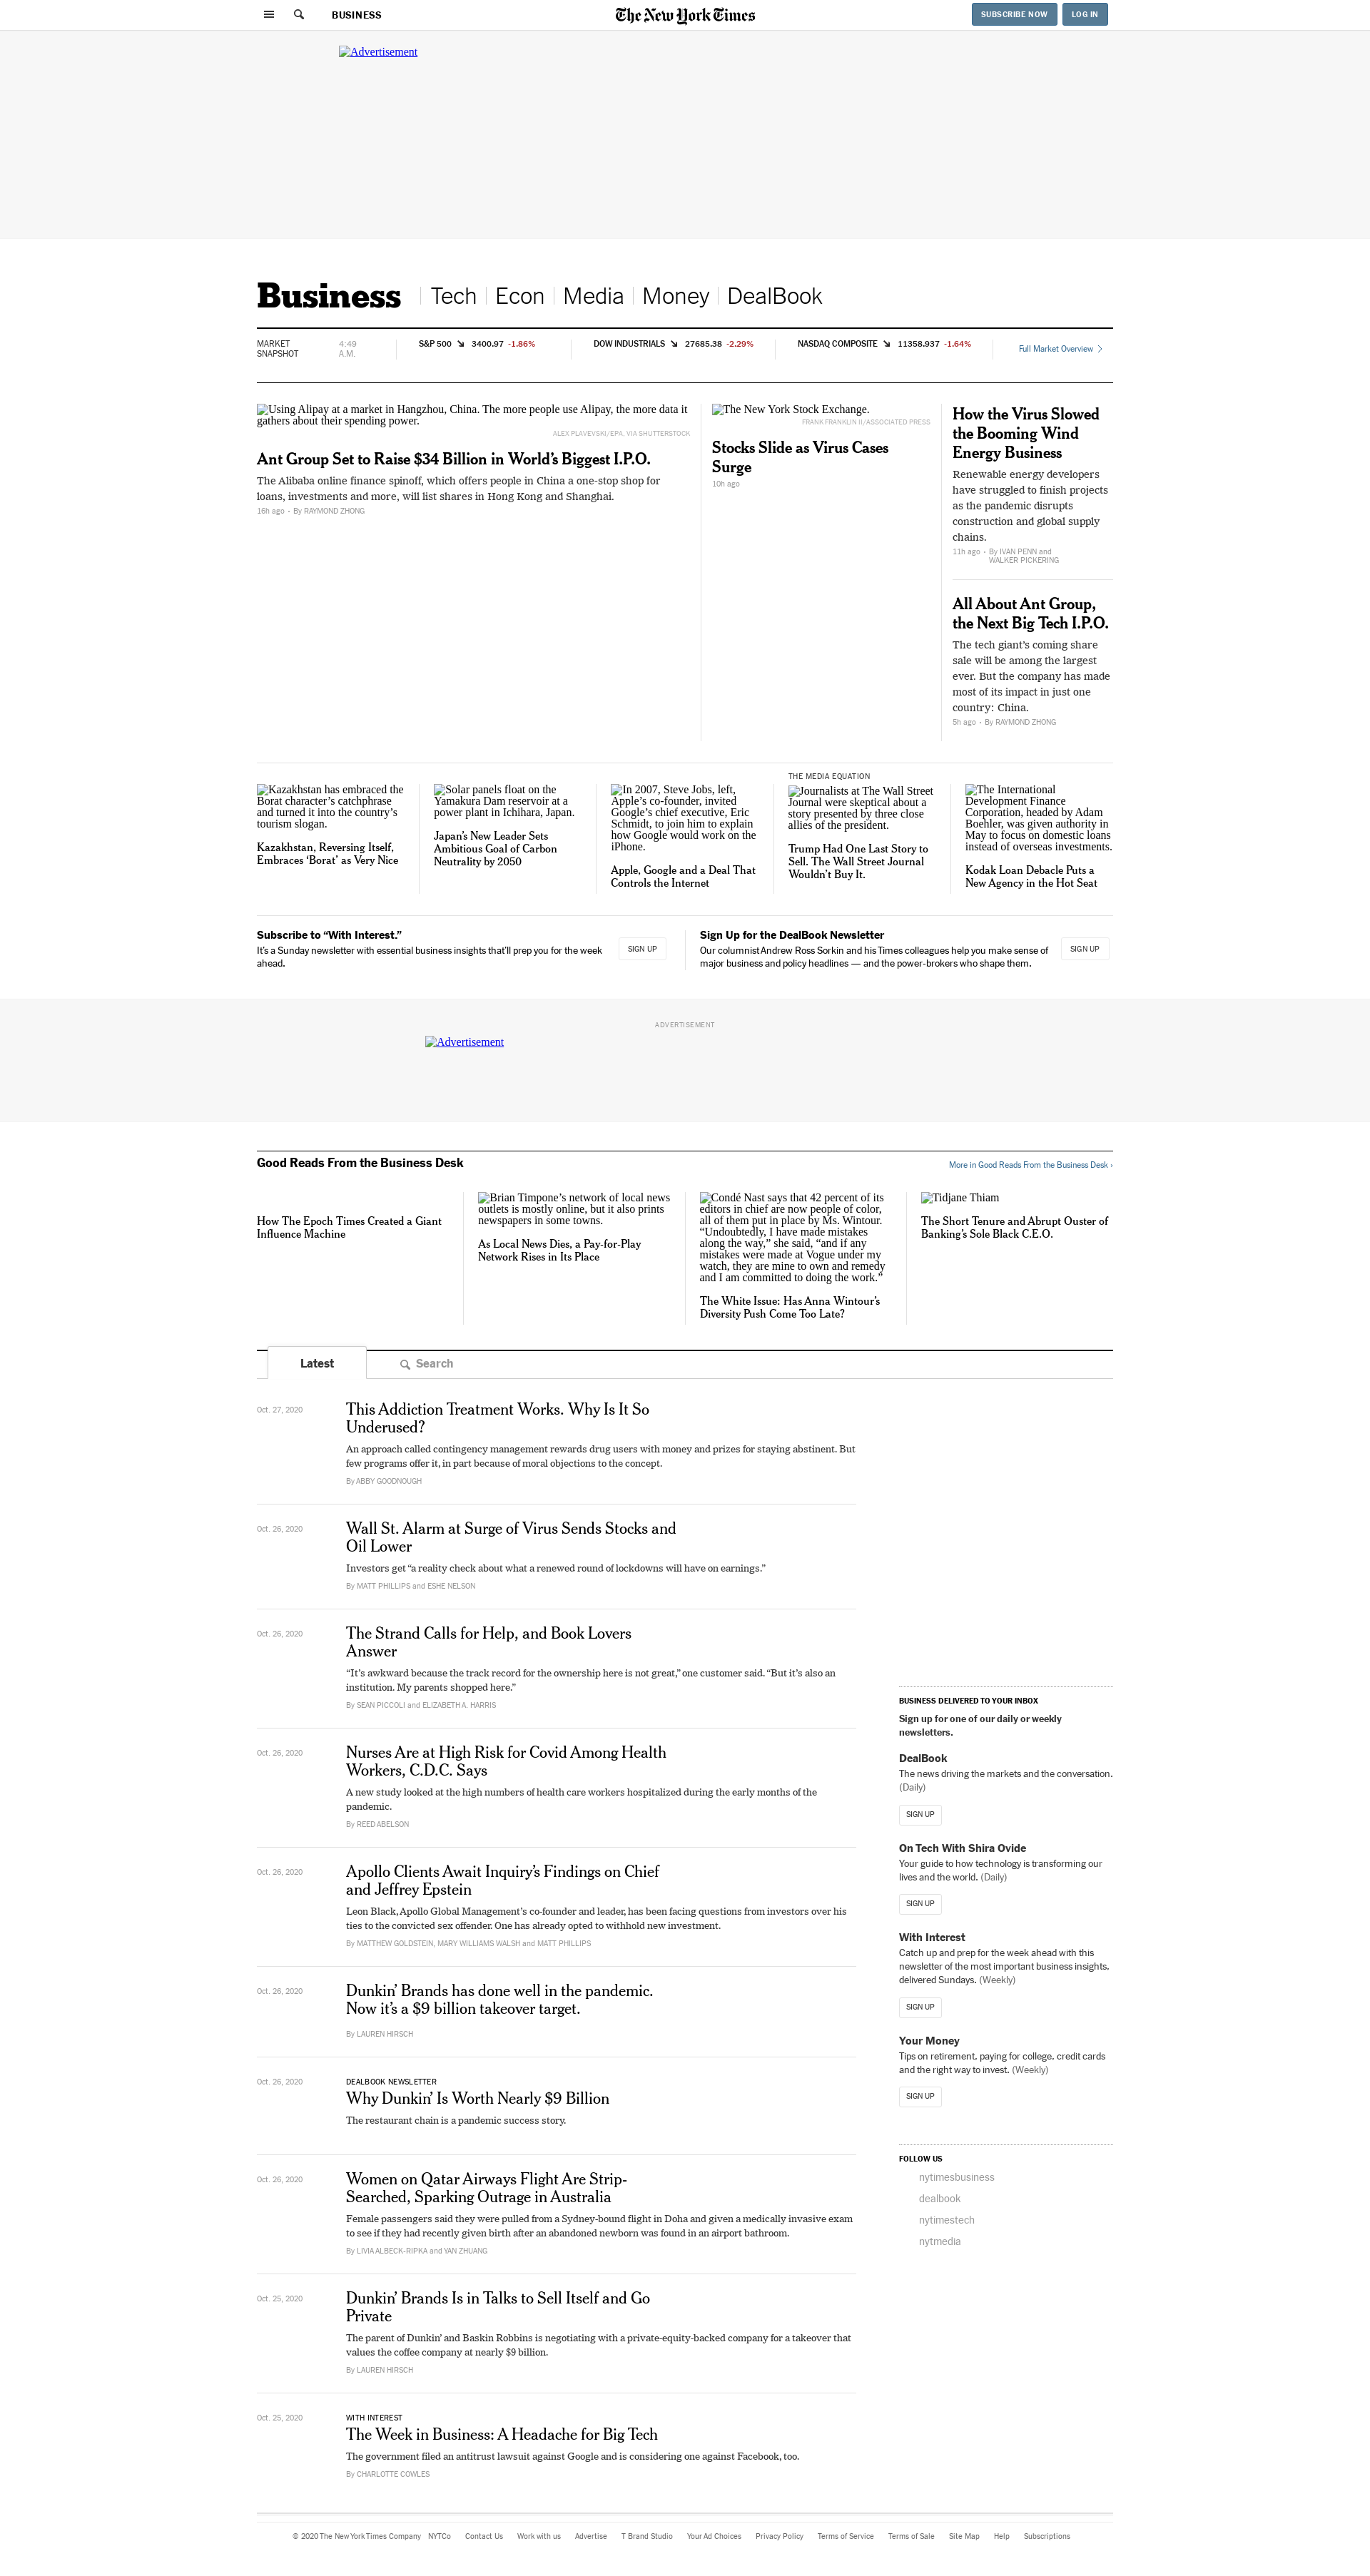 BUSINESS
The New York Times
SUBSCRIBE NOW
LOG IN
Advertisement
Business
Tech
Econ
Media
Money
DealBook
MARKET
SNAPSHOT
4:49
A.M.
S&P 500 3400.97 -1.86%
DOW INDUSTRIALS 27685.38 -2.29%
NASDAQ COMPOSITE 11358.937 -1.64%
Full Market Overview
Using Alipay at a market in Hangzhou, China. The more people use Alipay, the more data it
gathers about their spending power.
ALEX PLAVEVSKI/EPA, VIA SHUTTERSTOCK
Ant Group Set to Raise $34 Billion in World’s Biggest I.P.O.
The Alibaba online finance spinoff, which offers people in China a one-stop shop for
loans, investments and more, will list shares in Hong Kong and Shanghai.
16h ago • By RAYMOND ZHONG
The New York Stock Exchange.
FRANK FRANKLIN II/ASSOCIATED PRESS
Stocks Slide as Virus Cases
Surge
10h ago
How the Virus Slowed
the Booming Wind
Energy Business
Renewable energy developers
have struggled to finish projects
as the pandemic disrupts
construction and global supply
chains.
11h ago • By IVAN PENN and
WALKER PICKERING
All About Ant Group,
the Next Big Tech I.P.O.
The tech giant’s coming share
sale will be among the largest
ever. But the company has made
most of its impact in just one
country: China.
5h ago • By RAYMOND ZHONG
Kazakhstan has embraced the
Borat character’s catchphrase
and turned it into the country’s
tourism slogan.
Kazakhstan, Reversing Itself,
Embraces ‘Borat’ as Very Nice
Solar panels float on the
Yamakura Dam reservoir at a
power plant in Ichihara, Japan.
Japan’s New Leader Sets
Ambitious Goal of Carbon
Neutrality by 2050
In 2007, Steve Jobs, left,
Apple’s co-founder, invited
Google’s chief executive, Eric
Schmidt, to join him to explain
how Google would work on the
iPhone.
Apple, Google and a Deal That
Controls the Internet
THE MEDIA EQUATION
Journalists at The Wall Street
Journal were skeptical about a
story presented by three close
allies of the president.
Trump Had One Last Story to
Sell. The Wall Street Journal
Wouldn’t Buy It.
The International
Development Finance
Corporation, headed by Adam
Boehler, was given authority in
May to focus on domestic loans
instead of overseas investments.
Kodak Loan Debacle Puts a
New Agency in the Hot Seat
Subscribe to “With Interest.”
It’s a Sunday newsletter with essential business insights that’ll prep you for the week
ahead.
SIGN UP
Sign Up for the DealBook Newsletter
Our columnist Andrew Ross Sorkin and his Times colleagues help you make sense of
major business and policy headlines — and the power-brokers who shape them.
SIGN UP
ADVERTISEMENT
Advertisement
Good Reads From the Business Desk
More in Good Reads From the Business Desk ›
How The Epoch Times Created a Giant
Influence Machine
Brian Timpone’s network of local news
outlets is mostly online, but it also prints
newspapers in some towns.
As Local News Dies, a Pay-for-Play
Network Rises in Its Place
Condé Nast says that 42 percent of its
editors in chief are now people of color,
all of them put in place by Ms. Wintour.
“Undoubtedly, I have made mistakes
along the way,” she said, “and if any
mistakes were made at Vogue under my
watch, they are mine to own and remedy
and I am committed to doing the work.”
The White Issue: Has Anna Wintour’s
Diversity Push Come Too Late?
Tidjane Thiam
The Short Tenure and Abrupt Ouster of
Banking’s Sole Black C.E.O.
Latest
Search
Oct. 27, 2020
This Addiction Treatment Works. Why Is It So
Underused?
An approach called contingency management rewards drug users with money and prizes for staying abstinent. But
few programs offer it, in part because of moral objections to the concept.
By ABBY GOODNOUGH
Oct. 26, 2020
Wall St. Alarm at Surge of Virus Sends Stocks and
Oil Lower
Investors get “a reality check about what a renewed round of lockdowns will have on earnings.”
By MATT PHILLIPS and ESHE NELSON
Oct. 26, 2020
The Strand Calls for Help, and Book Lovers
Answer
“It’s awkward because the track record for the ownership here is not great,” one customer said. “But it’s also an
institution. My parents shopped here.”
By SEAN PICCOLI and ELIZABETH A. HARRIS
Oct. 26, 2020
Nurses Are at High Risk for Covid Among Health
Workers, C.D.C. Says
A new study looked at the high numbers of health care workers hospitalized during the early months of the
pandemic.
By REED ABELSON
Oct. 26, 2020
Apollo Clients Await Inquiry’s Findings on Chief
and Jeffrey Epstein
Leon Black, Apollo Global Management’s co-founder and leader, has been facing questions from investors over his
ties to the convicted sex offender. One has already opted to withhold new investment.
By MATTHEW GOLDSTEIN, MARY WILLIAMS WALSH and MATT PHILLIPS
Oct. 26, 2020
Dunkin’ Brands has done well in the pandemic.
Now it’s a $9 billion takeover target.
By LAUREN HIRSCH
Oct. 26, 2020
DEALBOOK NEWSLETTER
Why Dunkin’ Is Worth Nearly $9 Billion
The restaurant chain is a pandemic success story.
Oct. 26, 2020
Women on Qatar Airways Flight Are Strip-
Searched, Sparking Outrage in Australia
Female passengers said they were pulled from a Sydney-bound flight in Doha and given a medically invasive exam
to see if they had recently given birth after an abandoned newborn was found in an airport bathroom.
By LIVIA ALBECK-RIPKA and YAN ZHUANG
Oct. 25, 2020
Dunkin’ Brands Is in Talks to Sell Itself and Go
Private
The parent of Dunkin’ and Baskin Robbins is negotiating with a private-equity-backed company for a takeover that
values the coffee company at nearly $9 billion.
By LAUREN HIRSCH
Oct. 25, 2020
WITH INTEREST
The Week in Business: A Headache for Big Tech
The government filed an antitrust lawsuit against Google and is considering one against Facebook, too.
By CHARLOTTE COWLES
BUSINESS DELIVERED TO YOUR INBOX
Sign up for one of our daily or weekly
newsletters.
DealBook
The news driving the markets and the conversation.
(Daily)
SIGN UP
On Tech With Shira Ovide
Your guide to how technology is transforming our
lives and the world. (Daily)
SIGN UP
With Interest
Catch up and prep for the week ahead with this
newsletter of the most important business insights,
delivered Sundays. (Weekly)
SIGN UP
Your Money
Tips on retirement, paying for college, credit cards
and the right way to invest. (Weekly)
SIGN UP
FOLLOW US
nytimesbusiness
dealbook
nytimestech
nytmedia
© 2020 The New York Times Company NYTCo Contact Us Work with us Advertise T Brand Studio Your Ad Choices Privacy Policy Terms of Service Terms of Sale Site Map Help Subscriptions